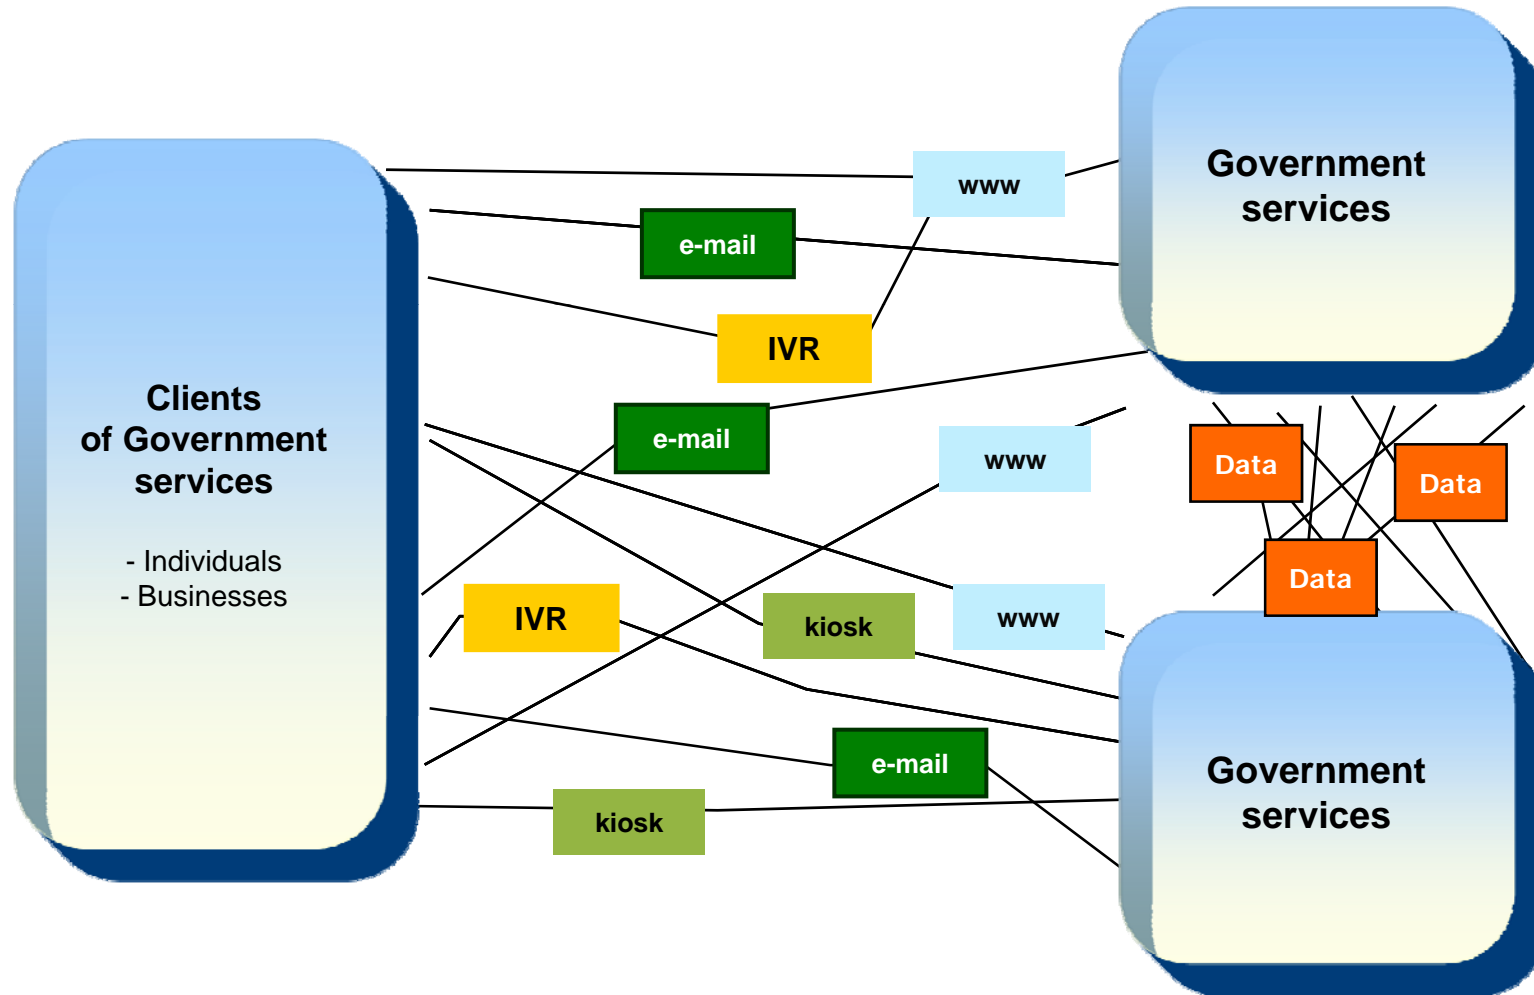 Government
services
www
e-mail
IVR
Clients
of Government
services
- Individuals
- Businesses
e-mail
www
Data
Data
Data
IVR
kiosk
www
e-mail
kiosk
Government
services